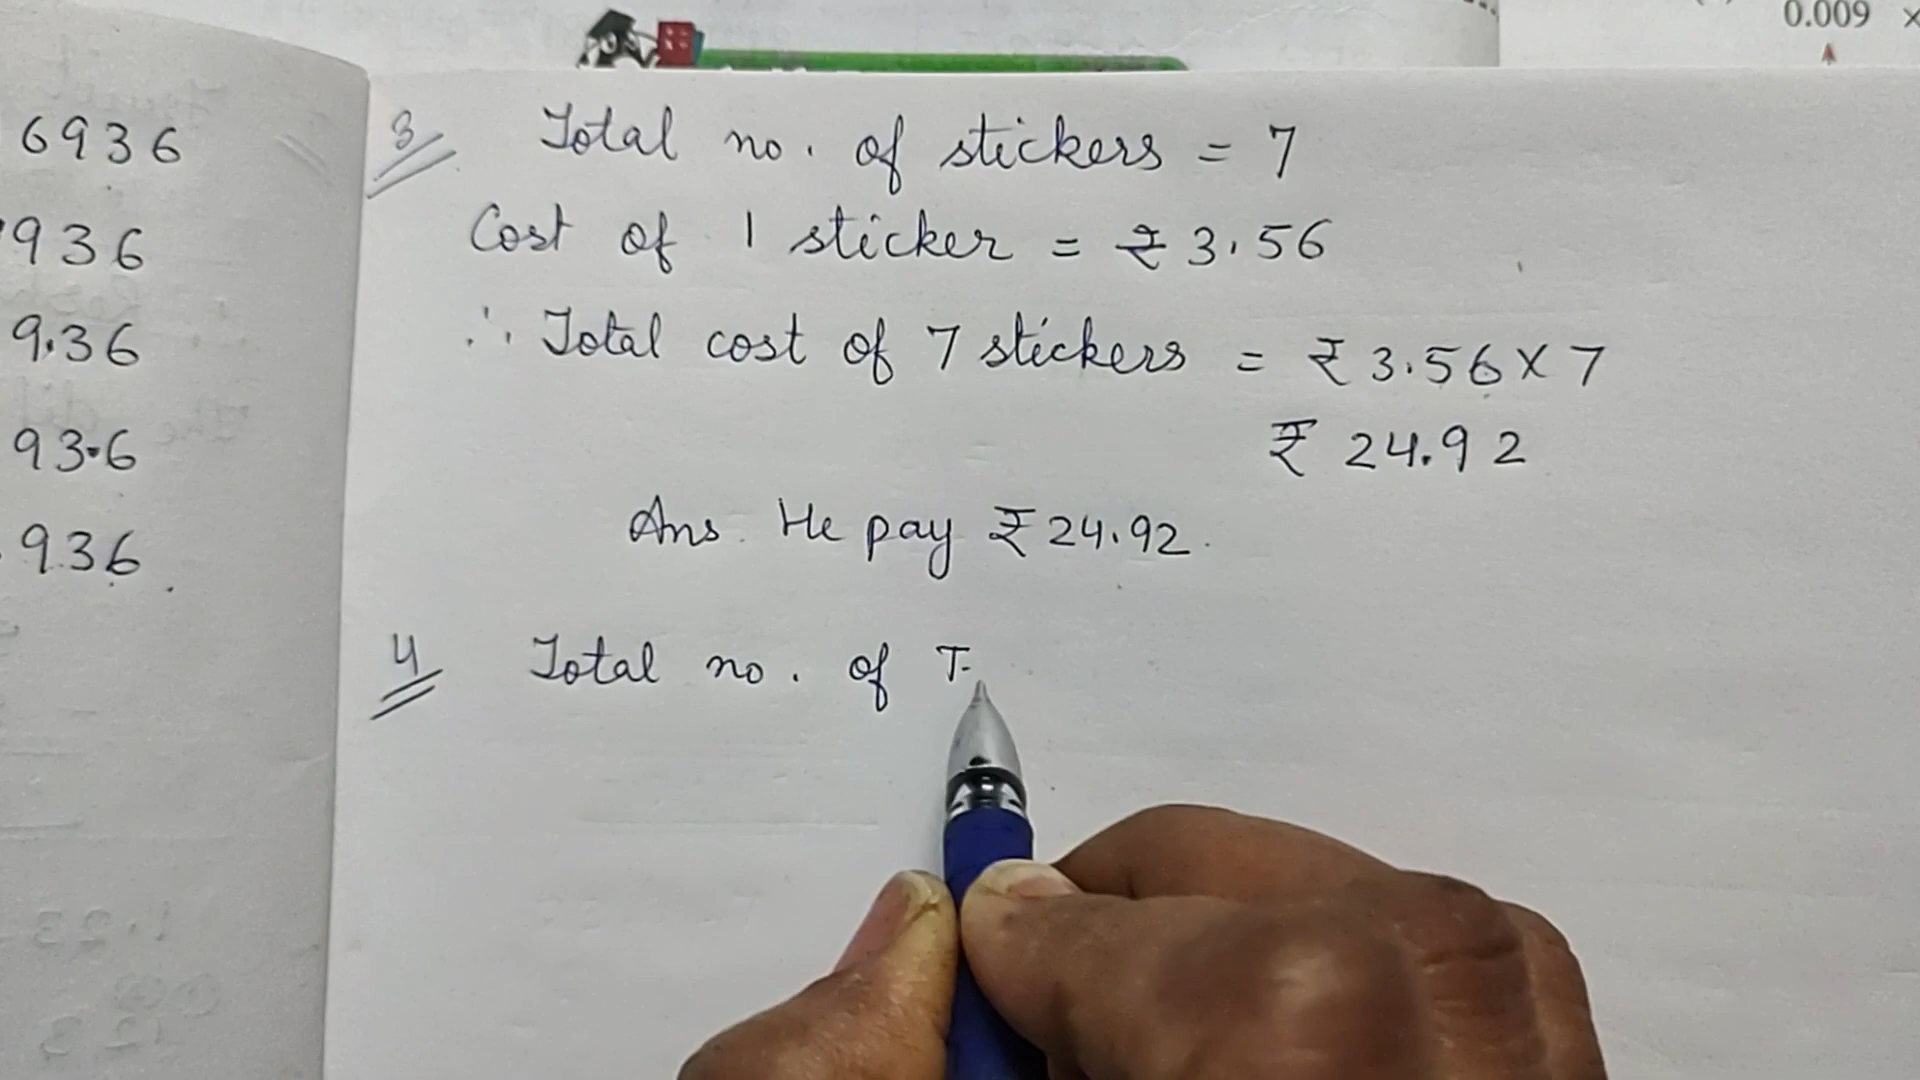 0.009 ×
6936
936
9.36
93.6
936
3 Total no. of stickers = 7
Cost of 1 sticker = ₹ 3.56
∴ Total cost of 7 stickers = ₹ 3.56 × 7
₹ 24.92
Ans. He pay ₹ 24.92.
4 Total no. of T-